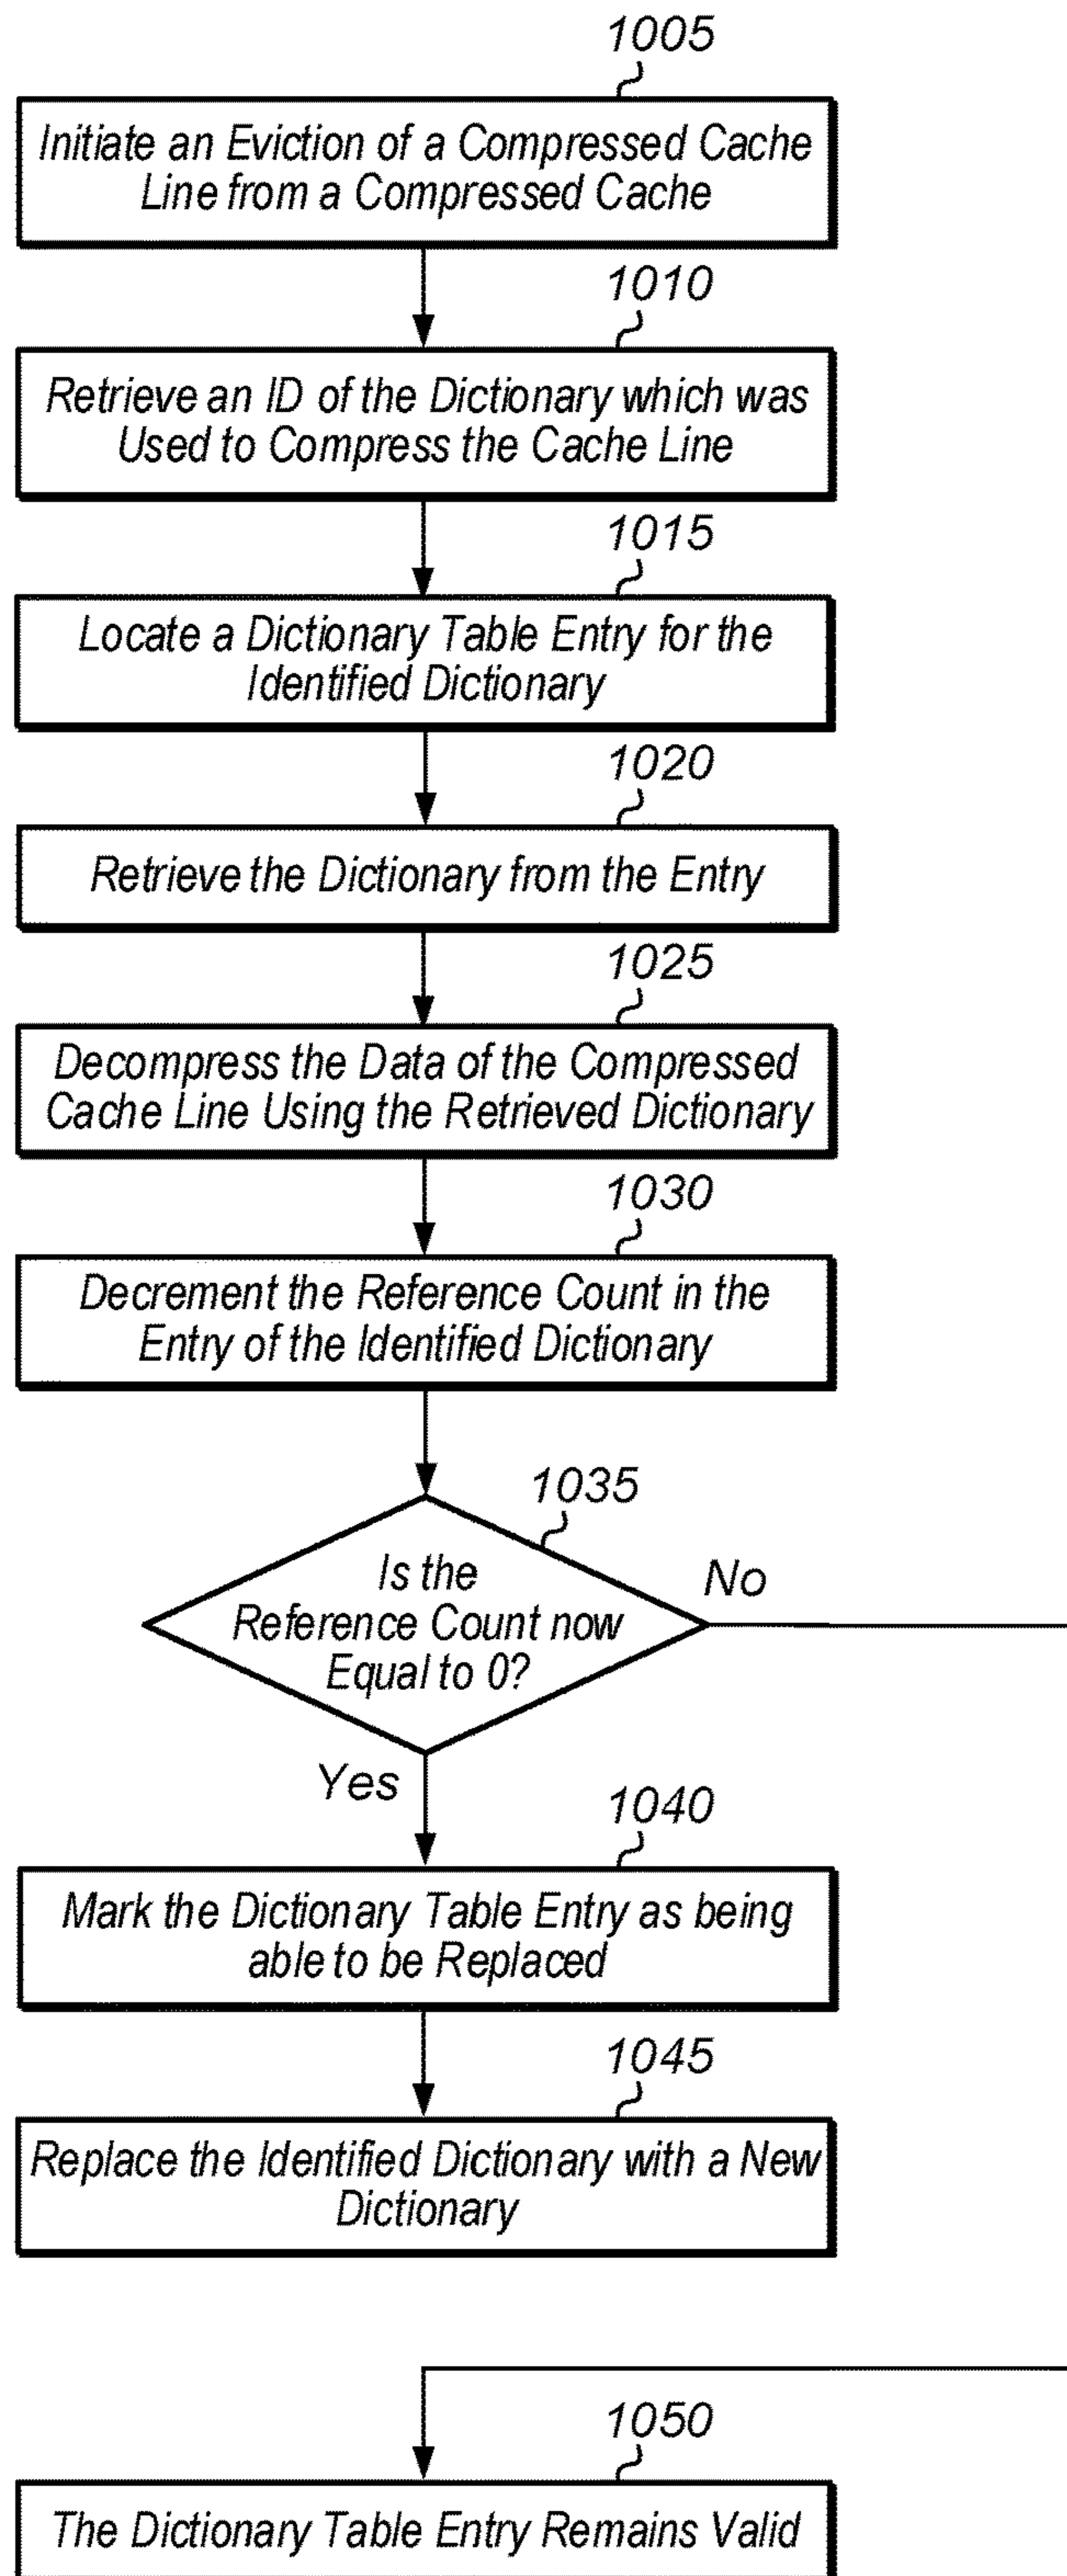 1005
Initiate an Eviction of a Compressed Cache
Line from a Compressed Cache
1010
Retrieve an ID of the Dictionary which was
Used to Compress the Cache Line
1015
Locate a Dictionary Table Entry for the
Identified Dictionary
1020
Retrieve the Dictionary from the Entry
1025
Decompress the Data of the Compressed
Cache Line Using the Retrieved Dictionary
1030
Decrement the Reference Count in the
Entry of the Identified Dictionary
1035
Is the
Reference Count now
Equal to 0?
No
Yes
1040
Mark the Dictionary Table Entry as being
able to be Replaced
1045
Replace the Identified Dictionary with a New
Dictionary
1050
The Dictionary Table Entry Remains Valid